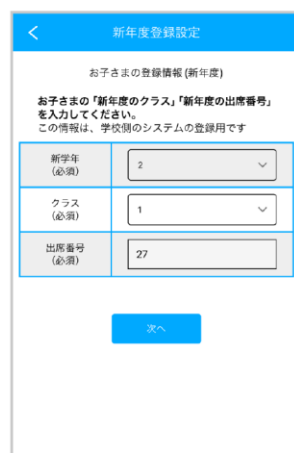 新年度登録設定
お子さまの登録情報(新年度)
お子さまの「新年度のクラス」「新年度の出席番号」
を入力してください。
この情報は、学校側のシステムの登録用です
新学年
(必須)
2
クラス
(必須)
1
出席番号
(必須)
27
次へ